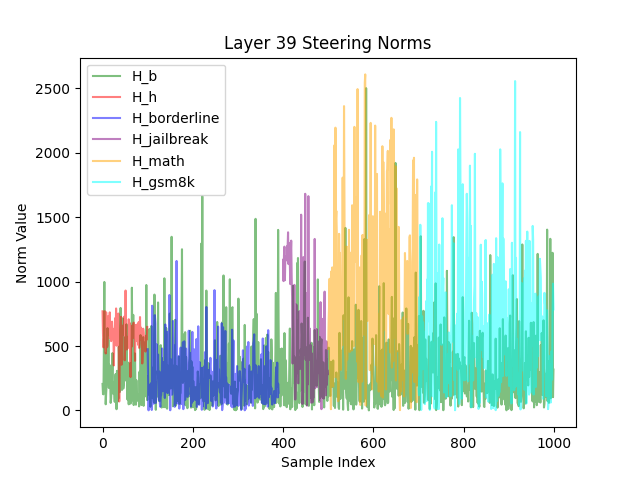 Layer 39 Steering Norms
H_b
H_h
H_borderline
H_jailbreak
H_math
H_gsm8k
Norm Value
2500
2000
1500
1000
500
0
0 200 400 600 800 1000
Sample Index